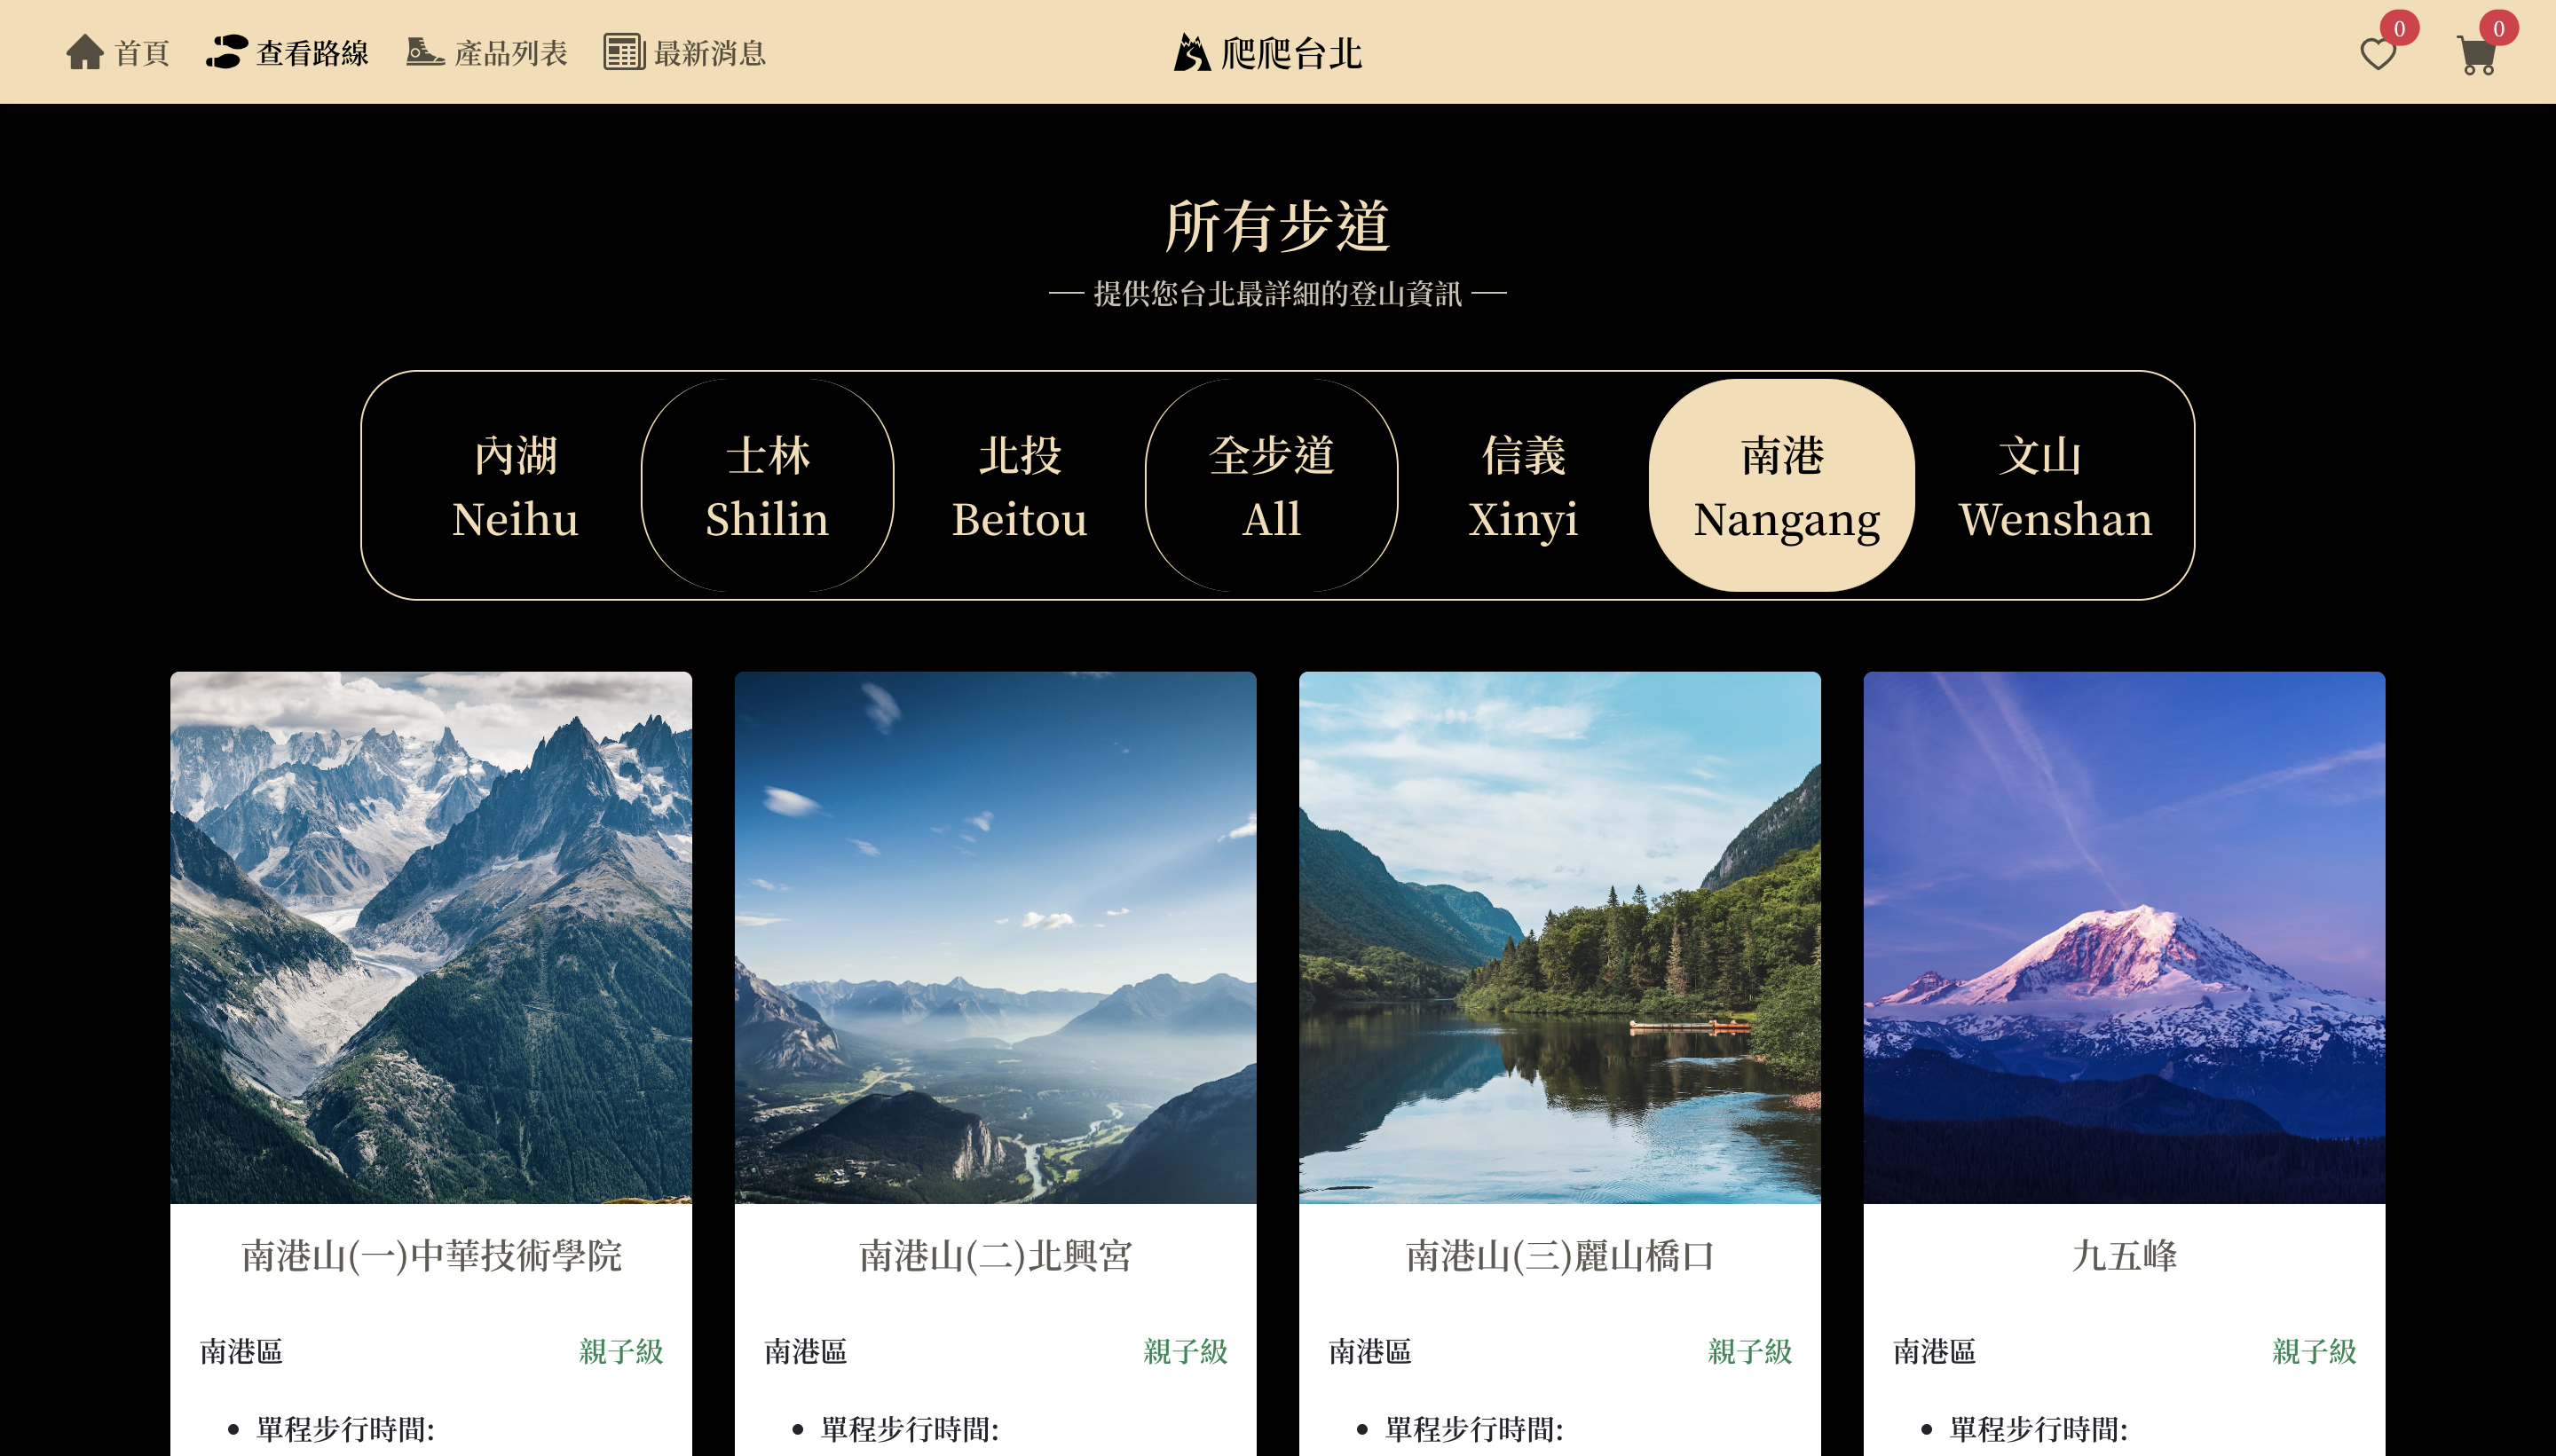 首頁 查看路線 產品列表 最新消息 爬爬台北 0 0
所有步道
提供您台北最詳細的登山資訊
內湖 士林 北投 全步道 信義 南港 文山
Neihu Shilin Beitou All Xinyi Nangang Wenshan
南港山(一)中華技術學院 南港山(二)北興宮 南港山(三)麗山橋口 九五峰
南港區 親子級 南港區 親子級 南港區 親子級 南港區 親子級
單程步行時間: 單程步行時間: 單程步行時間: 單程步行時間: